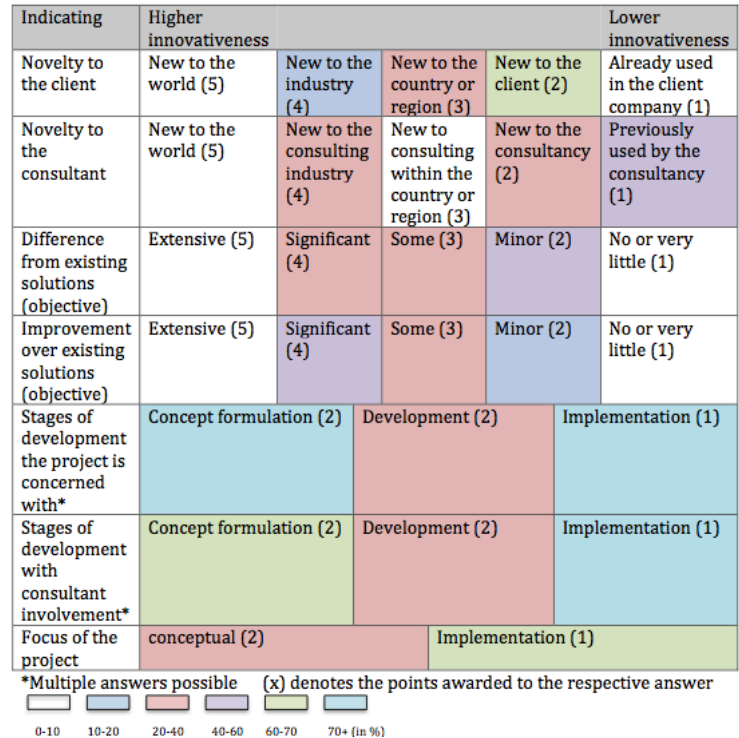 Indicating Higher innovativeness Lower innovativeness
Novelty to the client New to the world (5) New to the industry (4) New to the country or region (3) New to the client (2) Already used in the client company (1)
Novelty to the consultant New to the world (5) New to the consulting industry (4) New to consulting within the country or region (3) New to the consultancy (2) Previously used by the consultancy (1)
Difference from existing solutions (objective) Extensive (5) Significant (4) Some (3) Minor (2) No or very little (1)
Improvement over existing solutions (objective) Extensive (5) Significant (4) Some (3) Minor (2) No or very little (1)
Stages of development the project is concerned with* Concept formulation (2) Development (2) Implementation (1)
Stages of development with consultant involvement* Concept formulation (2) Development (2) Implementation (1)
Focus of the project conceptual (2) Implementation (1)
*Multiple answers possible (x) denotes the points awarded to the respective answer
0-10 10-20 20-40 40-60 60-70 70+ (in %)